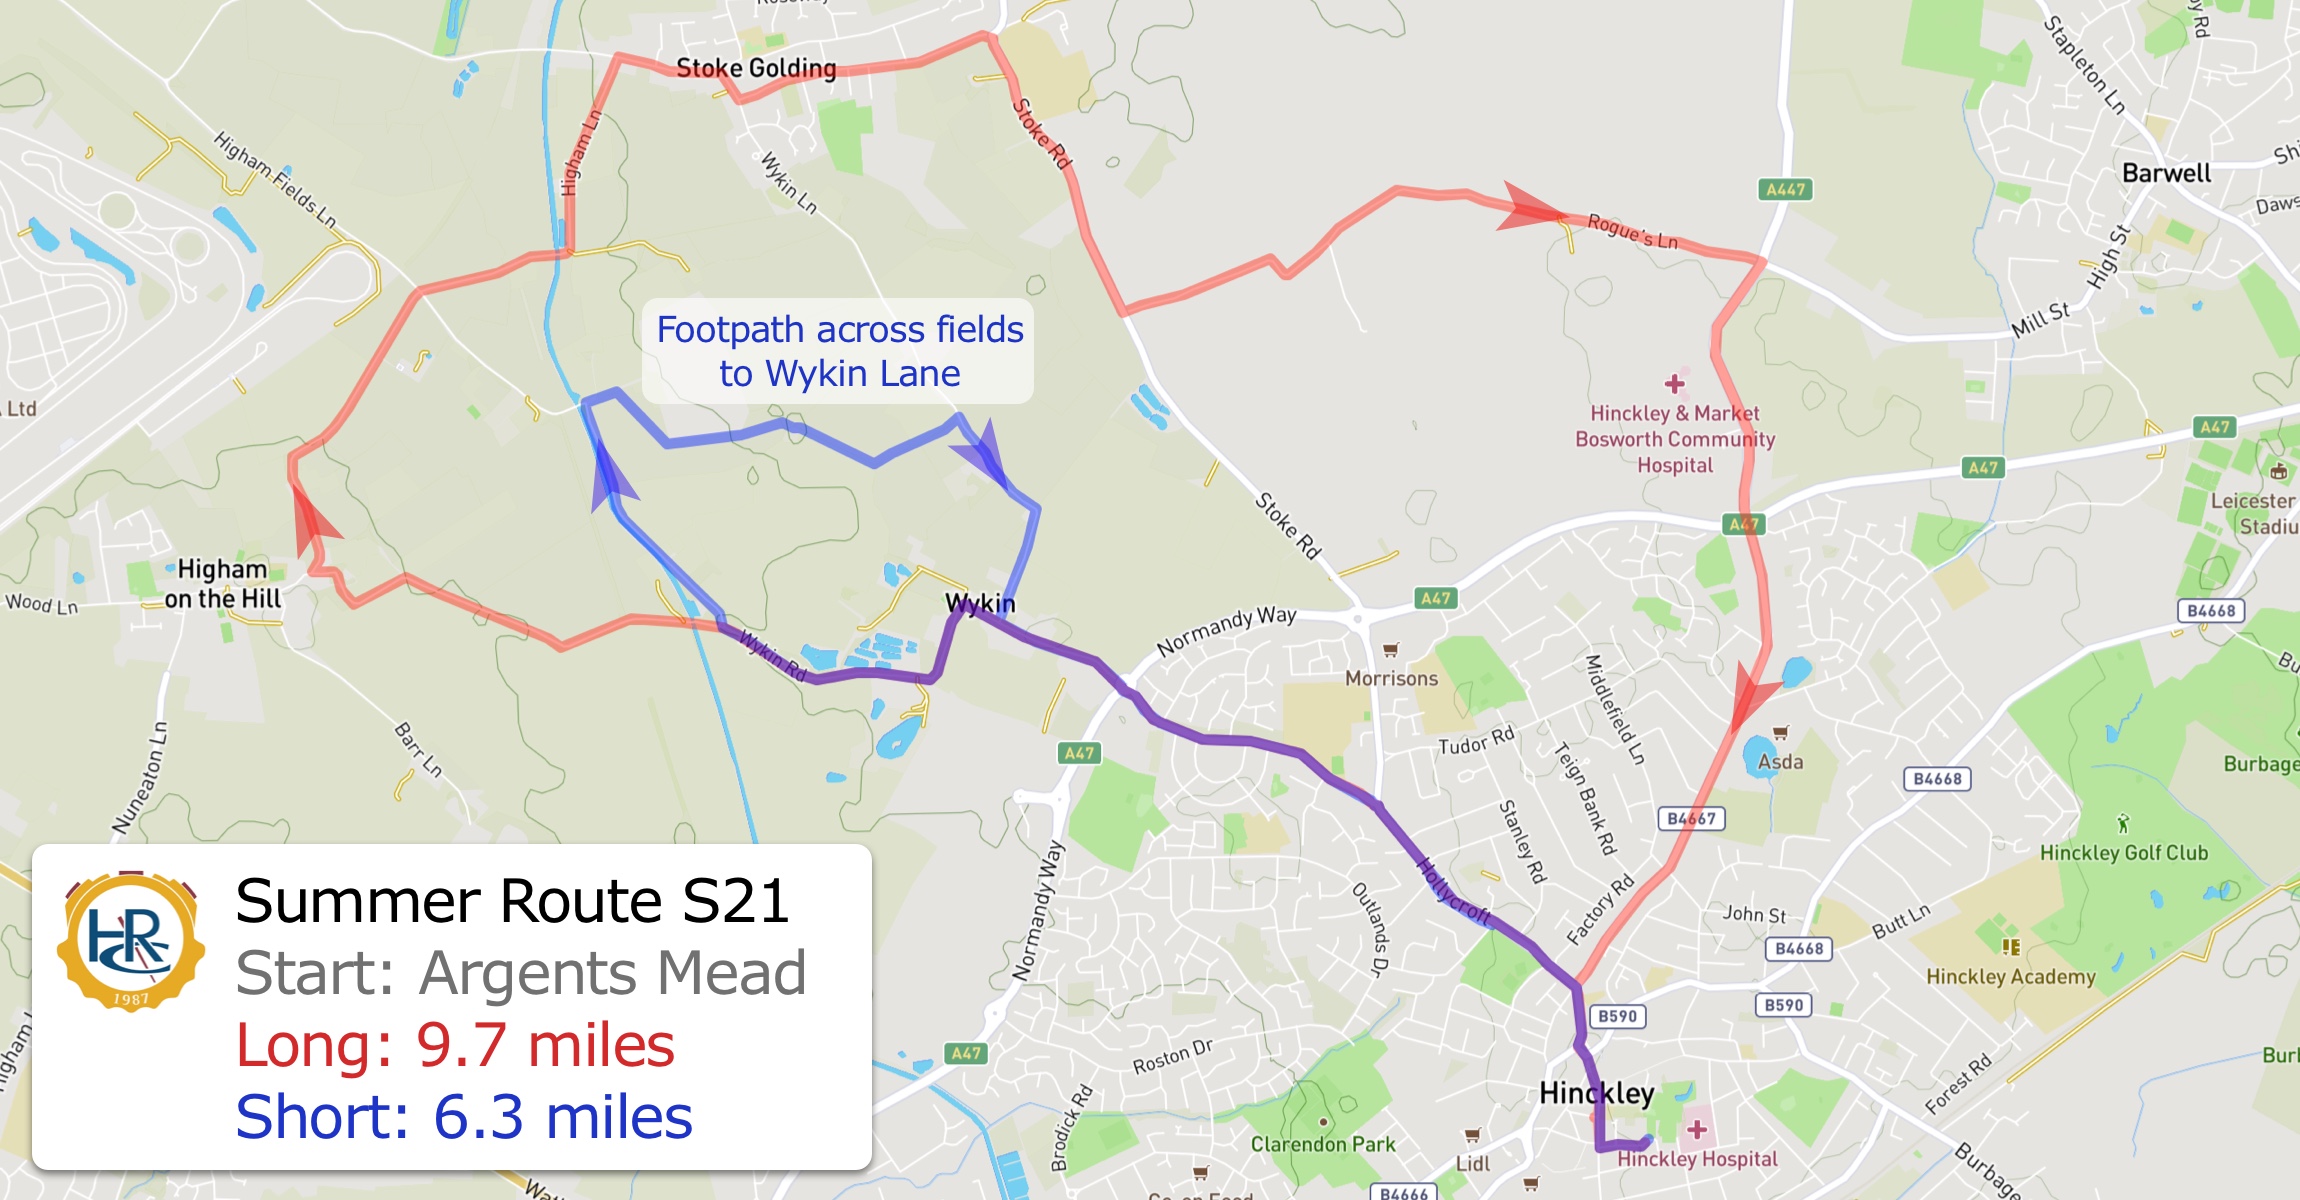 Stoke Golding
Stapleton Ln
Barwell
Higham Fields Ln
Higham Ln
Stoke Rd
Wykin Ln
A447
Rogue's Ln
High St
Mill St
Footpath across fields
to Wykin Lane
Ltd
Hinckley & Market
Bosworth Community
Hospital
A47
A47
A47
Leicester
Stoke Rd
Higham
on the Hill
Wood Ln
Wykin
A47
B4668
Normandy Way
Wykin Rd
Morrisons
Middlefield Ln
Tudor Rd
Teign Bank Rd
Asda
A47
B4668
Barr Ln
Nuneaton Ln
Stanley Rd
B4667
Burbage
Hinckley Golf Club
Hollycroft
Outlands Dr
Factory Rd
John St
Butt Ln
B4668
Normandy Way
Hinckley Academy
B590
B590
A47
Roston Dr
Brodick Rd
Forest Rd
Hinckley
Clarendon Park
Lidl
Hinckley Hospital
Burbage
B4666
HRC
1987
Summer Route S21
Start: Argents Mead
Long: 9.7 miles
Short: 6.3 miles